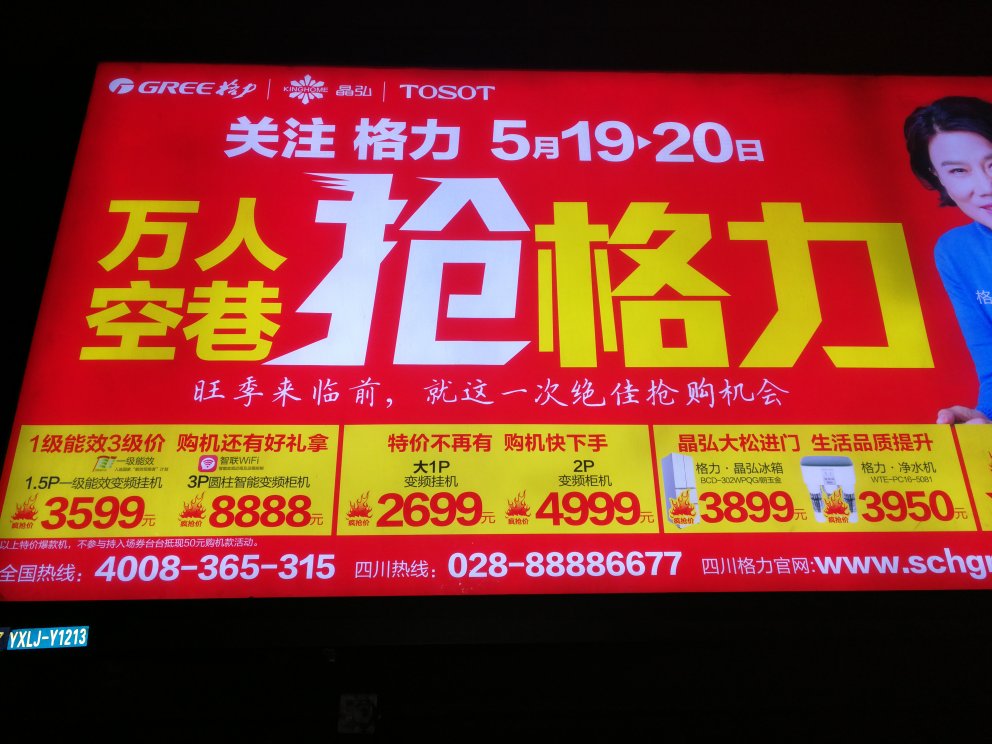 GREE 格力 KINGHOME 晶弘 TOSOT
关注 格力 5月19 20日
万人空巷 抢格力
旺季来临前，就这一次绝佳抢购机会
1级能效3级价 购机还有好礼拿
一级能效
智联WiFi
1.5P一级能效变频挂机
3P圆柱智能变频柜机
疯抢价 3599元
疯抢价 8888元
特价不再有 购机快下手
大1P
变频挂机
2P
变频柜机
疯抢价 2699元
疯抢价 4999元
晶弘大松进门 生活品质提升
格力·晶弘冰箱
BCD-302WPQG/朝玉金
格力·净水机
WTE-PC16-5081
疯抢价 3899元
疯抢价 3950元
格
以上特价爆款机，不参与持入场券台台抵现50元购机款活动。
全国热线：4008-365-315 四川热线：028-88886677 四川格力官网:www.schgr
YXLJ-Y1213